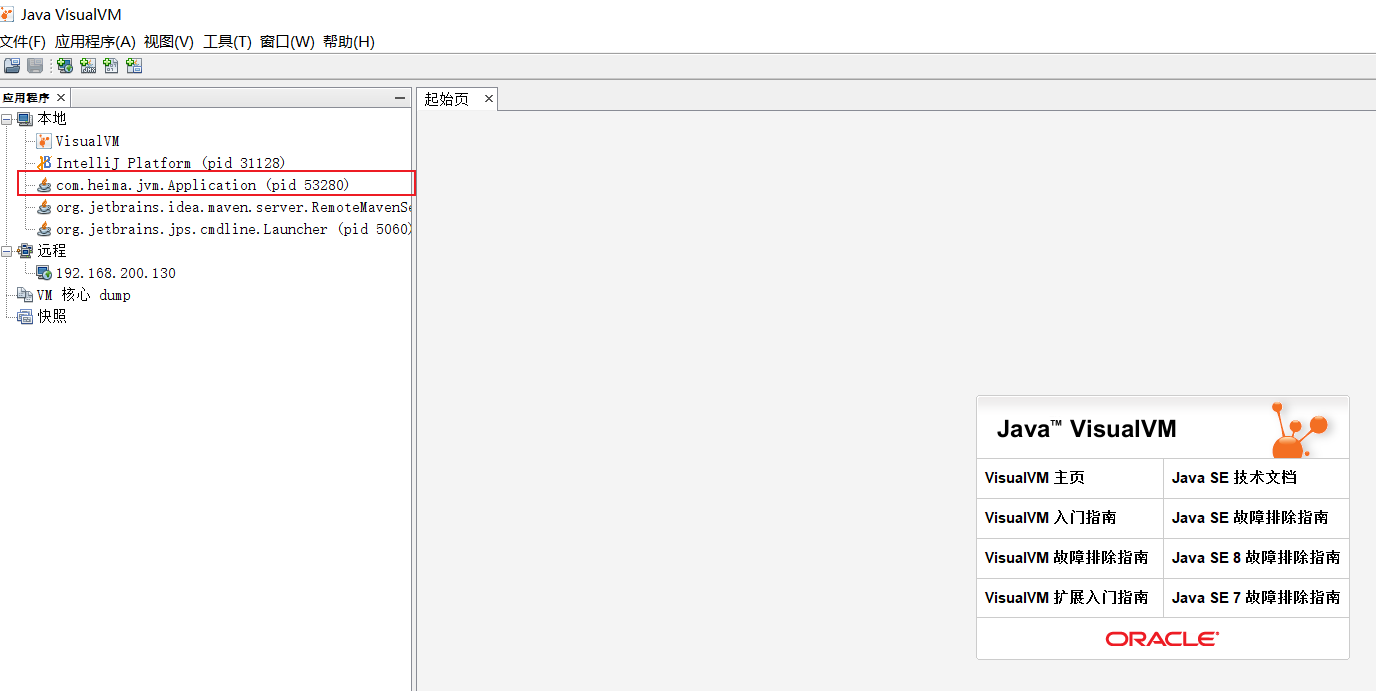 Java VisualVM
文件(F) 应用程序(A) 视图(V) 工具(T) 窗口(W) 帮助(H)
应用程序
起始页
本地
VisualVM
IntelliJ Platform (pid 31128)
com.heima.jvm.Application (pid 53280)
org.jetbrains.idea.maven.server.RemoteMavenSe
org.jetbrains.jps.cmdline.Launcher (pid 5060)
远程
192.168.200.130
VM 核心 dump
快照
Java™ VisualVM
VisualVM 主页
Java SE 技术文档
VisualVM 入门指南
Java SE 故障排除指南
VisualVM 故障排除指南
Java SE 8 故障排除指南
VisualVM 扩展入门指南
Java SE 7 故障排除指南
ORACLE